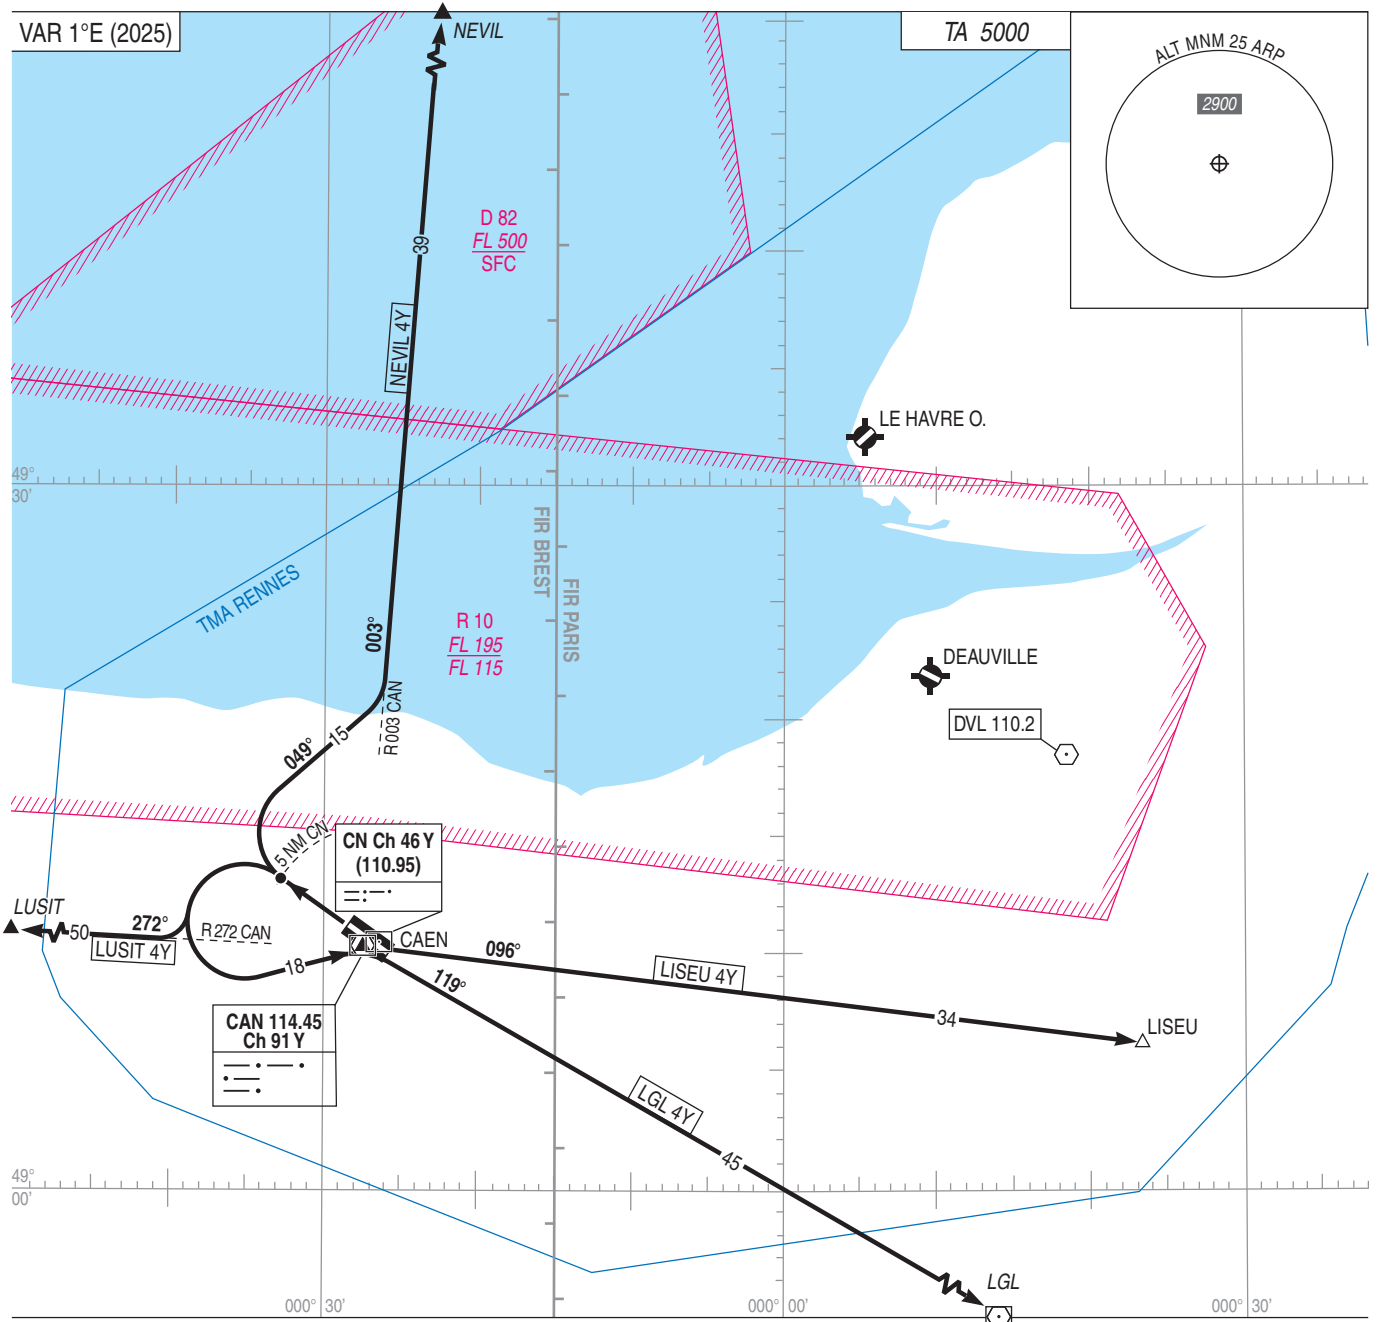 VAR 1°E (2025)
NEVIL
TA 5000
ALT MNM 25 ARP
2900
D 82
FL 500
SFC
39
NEVIL 4Y
LE HAVRE O.
49°
30'
FIR BREST
FIR PARIS
TMA RENNES
003°
R 10
FL 195
FL 115
DEAUVILLE
R 003 CAN
DVL 110.2
049°
15
5 NM CN
CN Ch 46 Y
(110.95)
LUSIT
50
272°
R 272 CAN
LUSIT 4Y
CAEN
096°
18
119°
LISEU 4Y
34
LISEU
CAN 114.45
Ch 91 Y
LGL 4Y
45
49°
00'
LGL
000° 30'
000° 00'
000° 30'